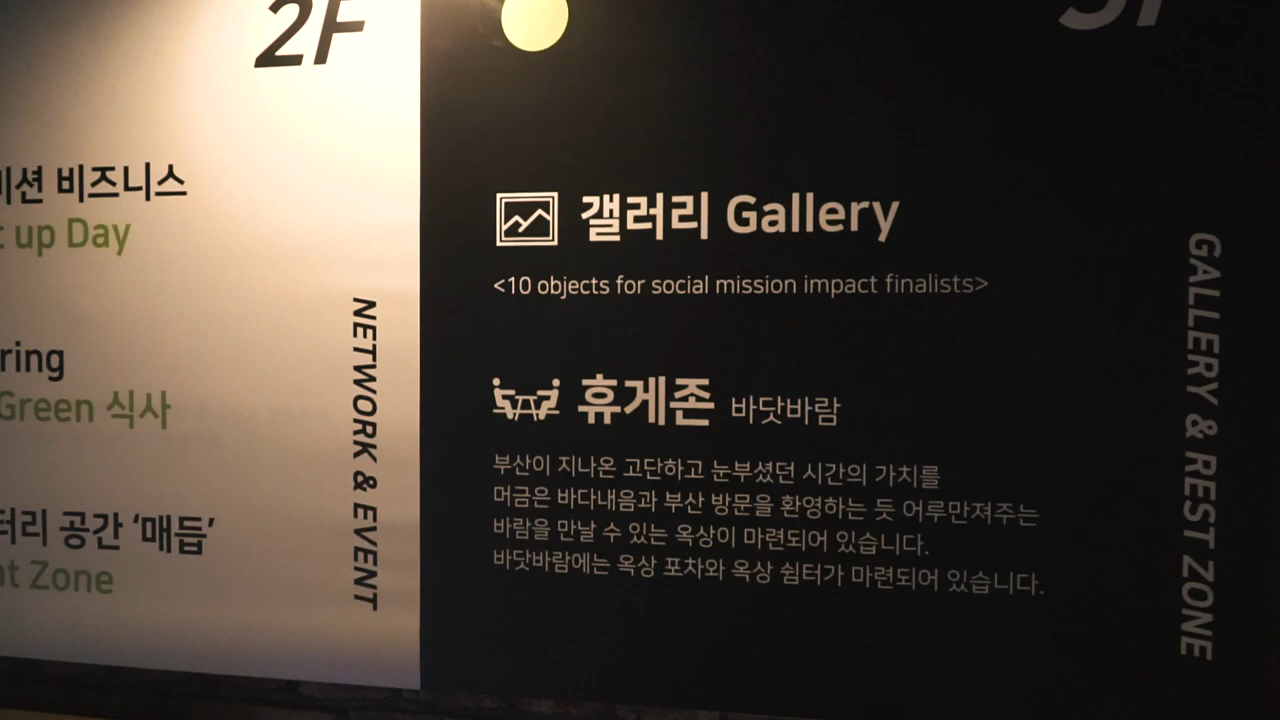 2F
비즈니스
up Day
Green 식사
공간 ‘매듭’
Zone
NETWORK & EVENT
갤러리 Gallery
<10 objects for social mission impact finalists>
휴게존 바닷바람
부산이 지나온 고단하고 눈부셨던 시간의 가치를
머금은 바다내음과 부산 방문을 환영하는 듯 어루만져주는
바람을 만날 수 있는 옥상이 마련되어 있습니다.
바닷바람에는 옥상 포차와 옥상 쉼터가 마련되어 있습니다.
GALLERY & REST ZONE